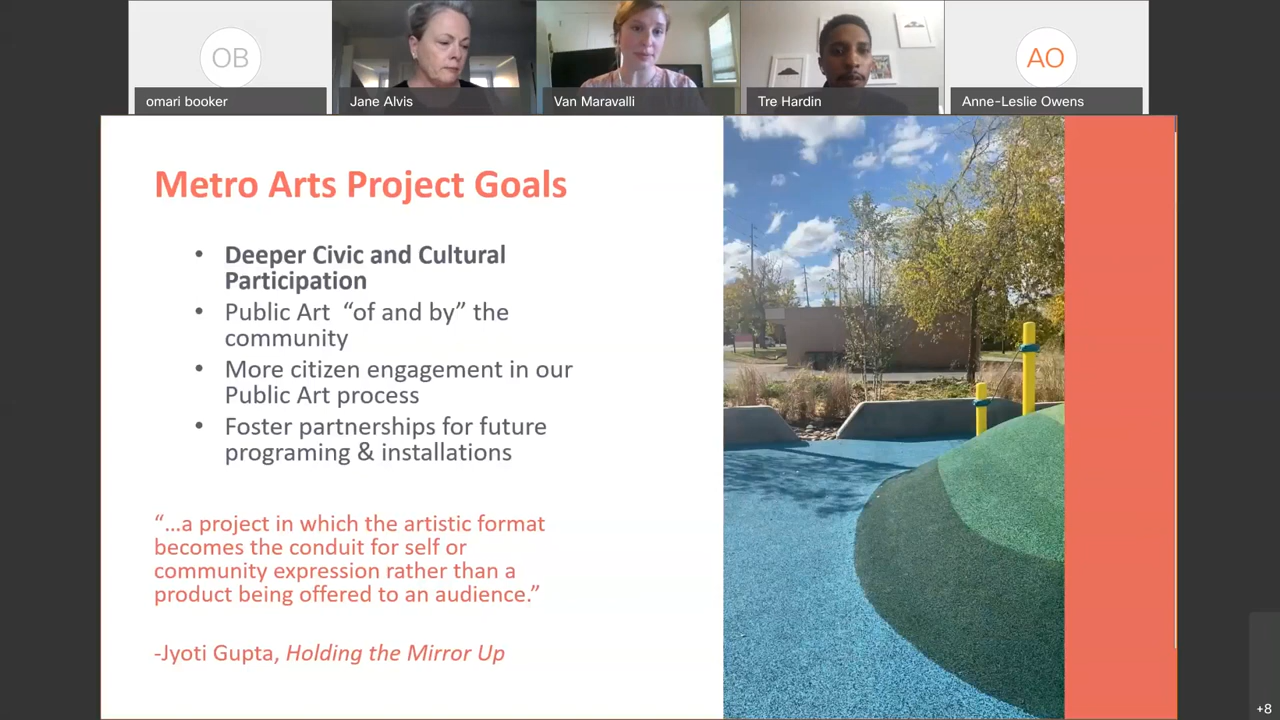 OB
AO
omari booker
Jane Alvis
Van Maravalli
Tre Hardin
Anne-Leslie Owens
Metro Arts Project Goals
• Deeper Civic and Cultural
Participation
• Public Art “of and by” the
community
• More citizen engagement in our
Public Art process
• Foster partnerships for future
programing & installations
“...a project in which the artistic format
becomes the conduit for self or
community expression rather than a
product being offered to an audience.”
-Jyoti Gupta, Holding the Mirror Up
+8